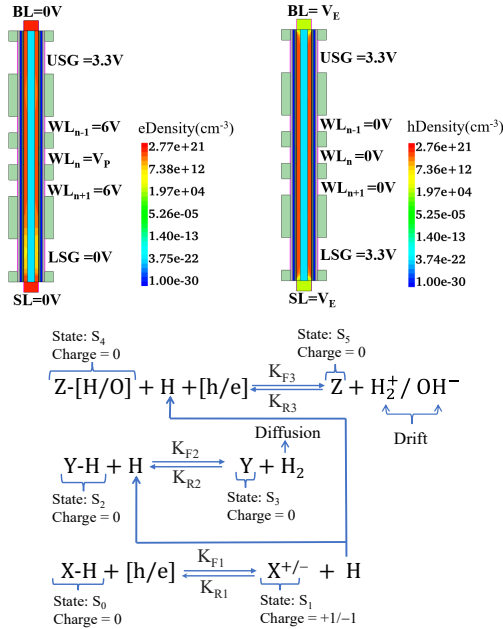 BL=0V
USG =3.3V
WLn-1 =6V
WLn =VP
WLn+1 =6V
LSG =0V
SL=0V
eDensity(cm-3)
2.77e+21
7.38e+12
1.97e+04
5.26e-05
1.40e-13
3.75e-22
1.00e-30
BL= VE
USG =3.3V
WLn-1 =0V
WLn =0V
WLn+1 =0V
LSG =3.3V
SL=VE
hDensity(cm-3)
2.76e+21
7.38e+12
1.97e+04
5.25e-05
1.40e-13
3.74e-22
1.00e-30
State: S4
Charge = 0
State: S5
Charge = 0
Z-[H/O] + H +[h/e] KF3 KR3 Z + H2+/ OH−
Drift
Diffusion
Y-H + H KF2 KR2 Y + H2
State: S2
Charge = 0
State: S3
Charge = 0
X-H + [h/e] KF1 KR1 X+/− + H
State: S0
Charge = 0
State: S1
Charge = +1/−1